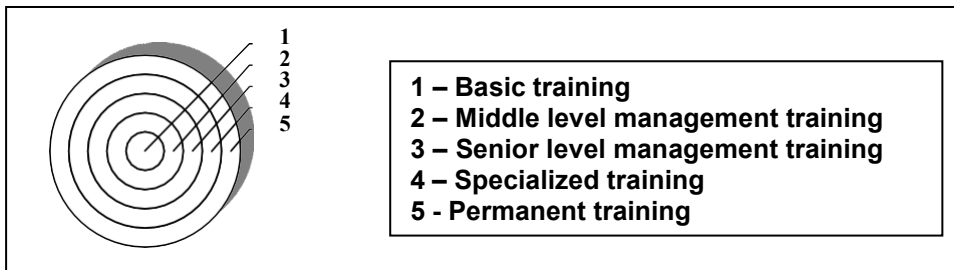 1
2
3
4
5
1 – Basic training
2 – Middle level management training
3 – Senior level management training
4 – Specialized training
5 - Permanent training